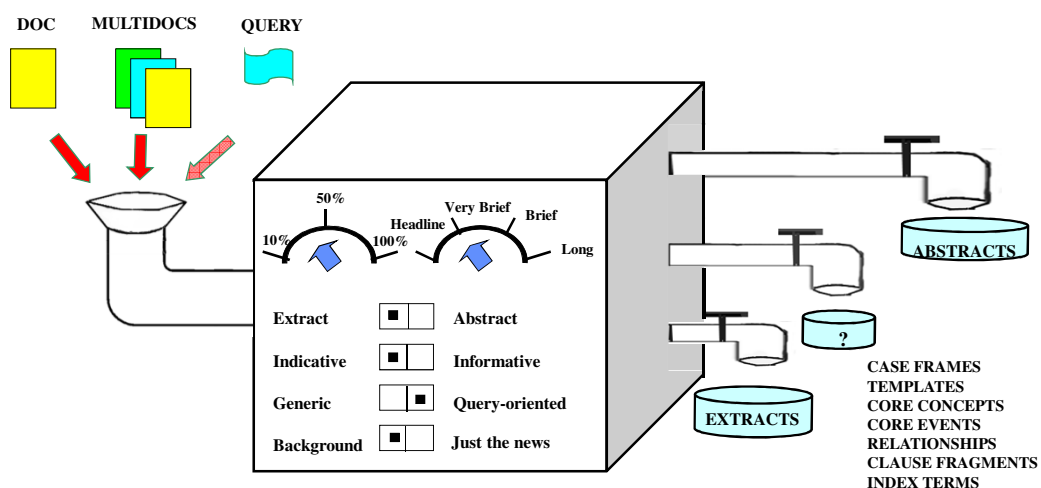 DOC MULTIDOCS QUERY
50%
10% 100%
Headline Very Brief Brief Long
Extract Abstract
Indicative Informative
Generic Query-oriented
Background Just the news
ABSTRACTS
?
EXTRACTS
CASE FRAMES
TEMPLATES
CORE CONCEPTS
CORE EVENTS
RELATIONSHIPS
CLAUSE FRAGMENTS
INDEX TERMS